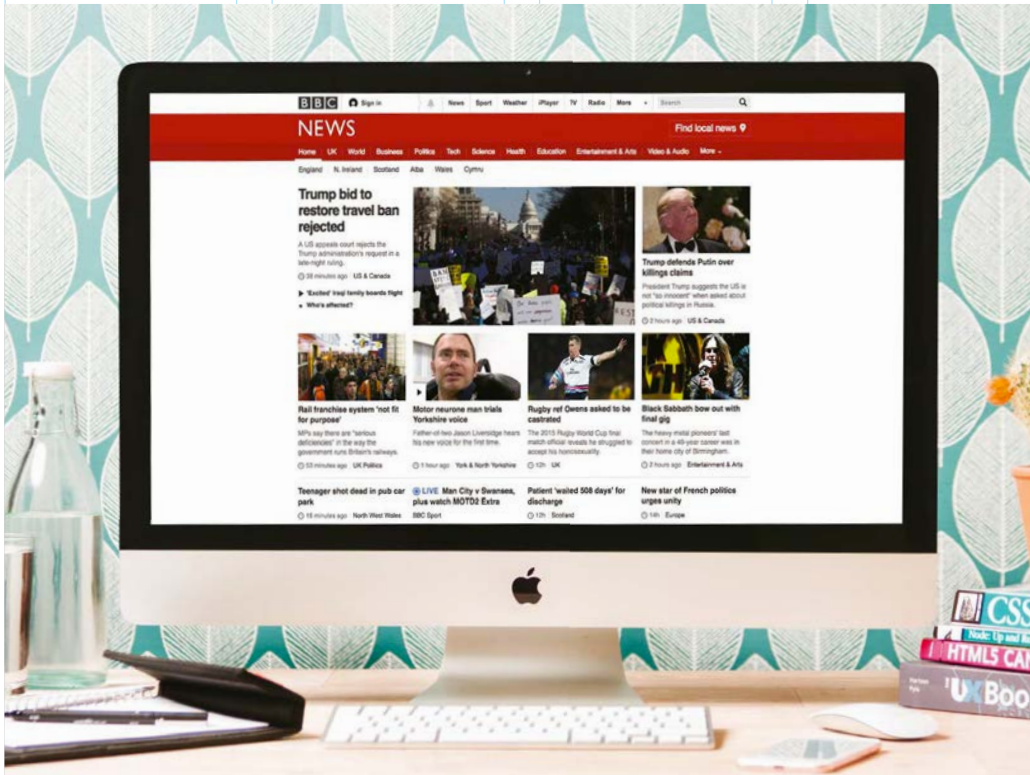 BBC Sign in News Sport Weather iPlayer TV Radio More Search
NEWS
Find local news
Home UK World Business Politics Tech Science Health Education Entertainment & Arts Video & Audio More
England N. Ireland Scotland Alba Wales Cymru
Trump bid to
restore travel ban
rejected
A US appeals court rejects the
Trump administration's request in a
late-night ruling.
38 minutes ago US & Canada
'Excited' Iraqi family boards flight
Who's affected?
BAN
REST
Trump defends Putin over
killings claims
President Trump suggests the US is
not "so innocent" when asked about
political killings in Russia.
2 hours ago US & Canada
Rail franchise system 'not fit
for purpose'
MPs say there are "serious
deficiencies" in the way the
government runs Britain's railways.
53 minutes ago UK Politics
Motor neurone man trials
Yorkshire voice
Father-of-two Jason Liversidge hears
his new voice for the first time.
1 hour ago York & North Yorkshire
Rugby ref Owens asked to be
castrated
The 2015 Rugby World Cup final
match official reveals he struggled to
accept his homosexuality.
12h UK
Black Sabbath bow out with
final gig
The heavy metal pioneers' last
concert in a 49-year career was in
their home city of Birmingham.
2 hours ago Entertainment & Arts
Teenager shot dead in pub car
park
16 minutes ago North West Wales
LIVE Man City v Swansea,
plus watch MOTD2 Extra
BBC Sport
Patient 'waited 508 days' for
discharge
12h Scotland
New star of French politics
urges unity
14h Europe
CSS
Node: Up and
HTML5
UX Boo